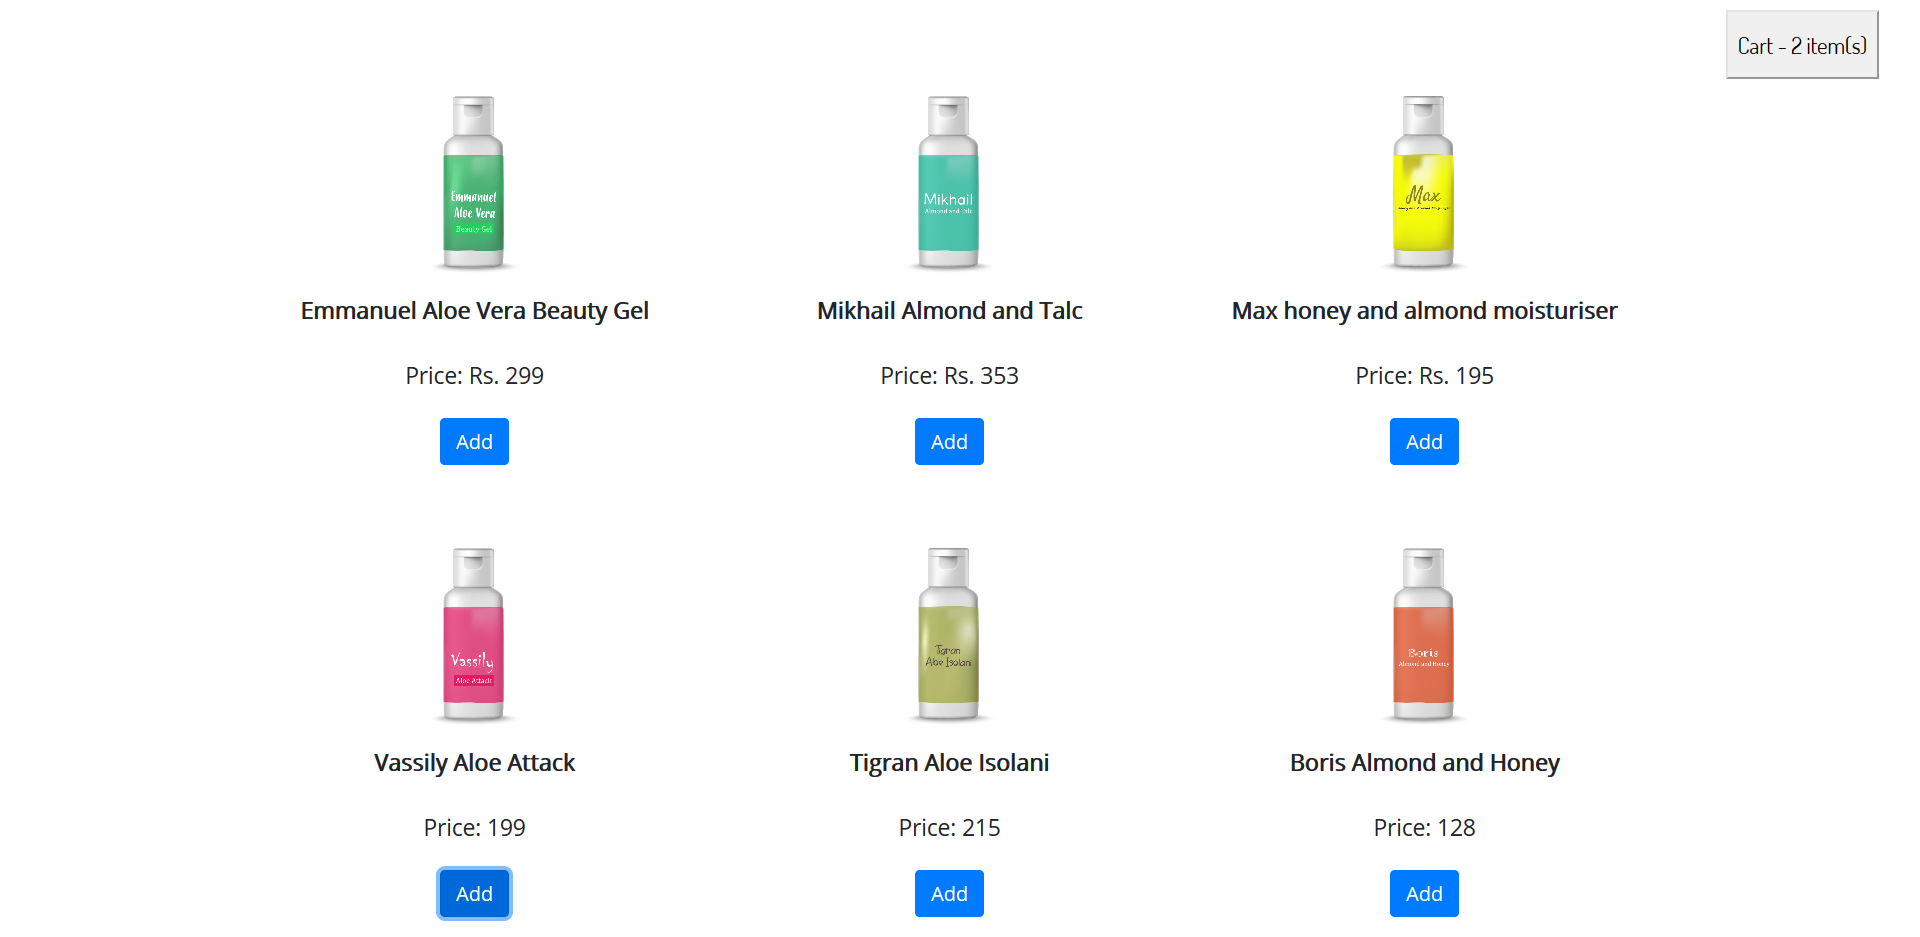 Cart - 2 item(s)
Emmanuel
Aloe Vera
Beauty Gel
Mikhail
Almond and Talc
Max
Emmanuel Aloe Vera Beauty Gel
Mikhail Almond and Talc
Max honey and almond moisturiser
Price: Rs. 299
Price: Rs. 353
Price: Rs. 195
Add
Add
Add
Vassily
Aloe Attack
Tigran
Aloe Isolani
Boris
Almond and Honey
Vassily Aloe Attack
Tigran Aloe Isolani
Boris Almond and Honey
Price: 199
Price: 215
Price: 128
Add
Add
Add